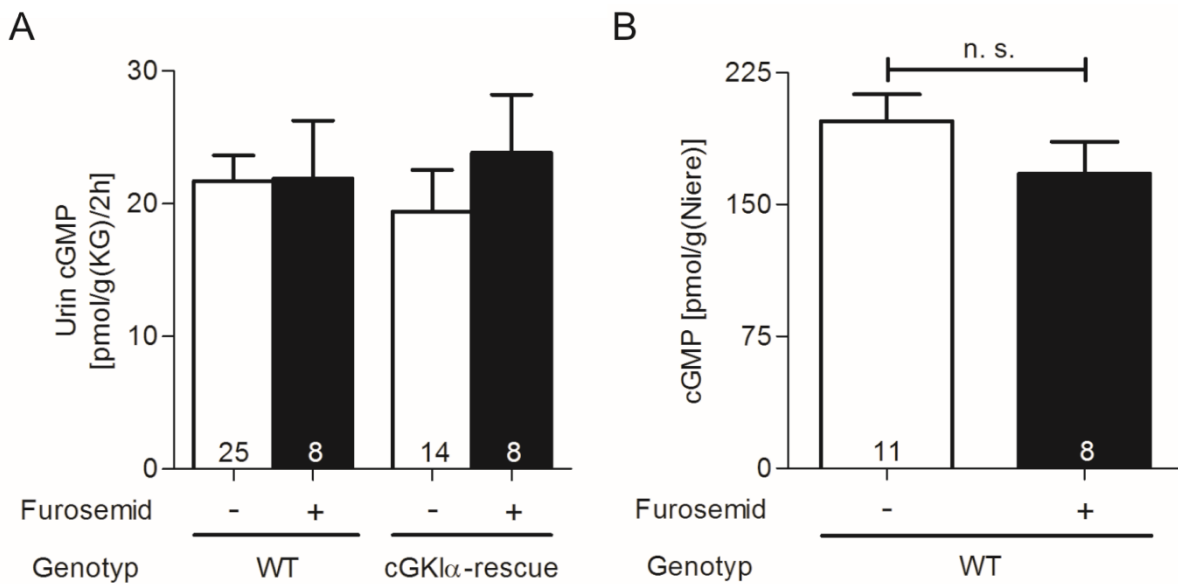 A
Urin cGMP
[pmol/g(KG)/2h]
30
20
10
0
25
8
14
8
Furosemid - + - +
Genotyp WT cGKIα-rescue
B
n. s.
cGMP [pmol/g(Niere)]
225
150
75
0
11
8
Furosemid - +
Genotyp WT